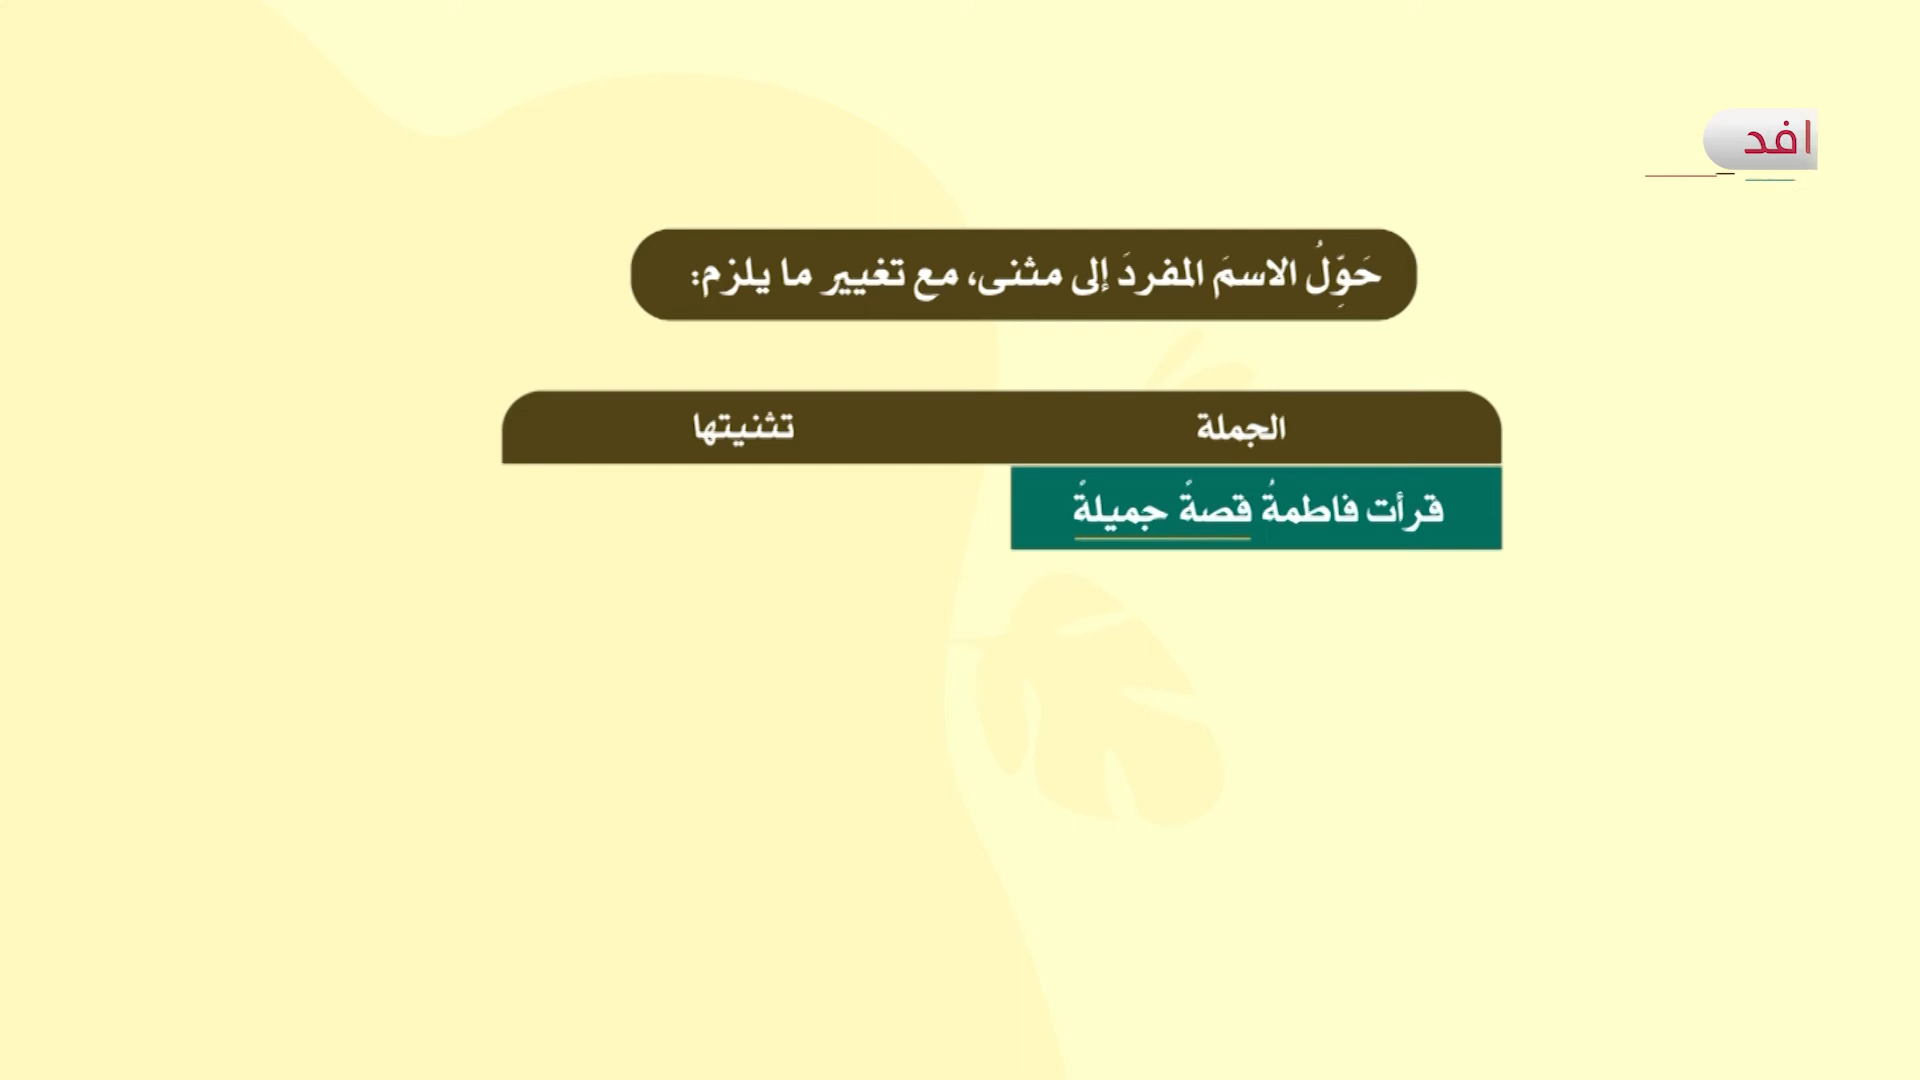 افد
حَوِّلُ الاسمَ المفردَ إلى مثنى، مع تغيير ما يلزم:
الجملة تثنيتها
قرأت فاطمةُ قصةً جميلةً